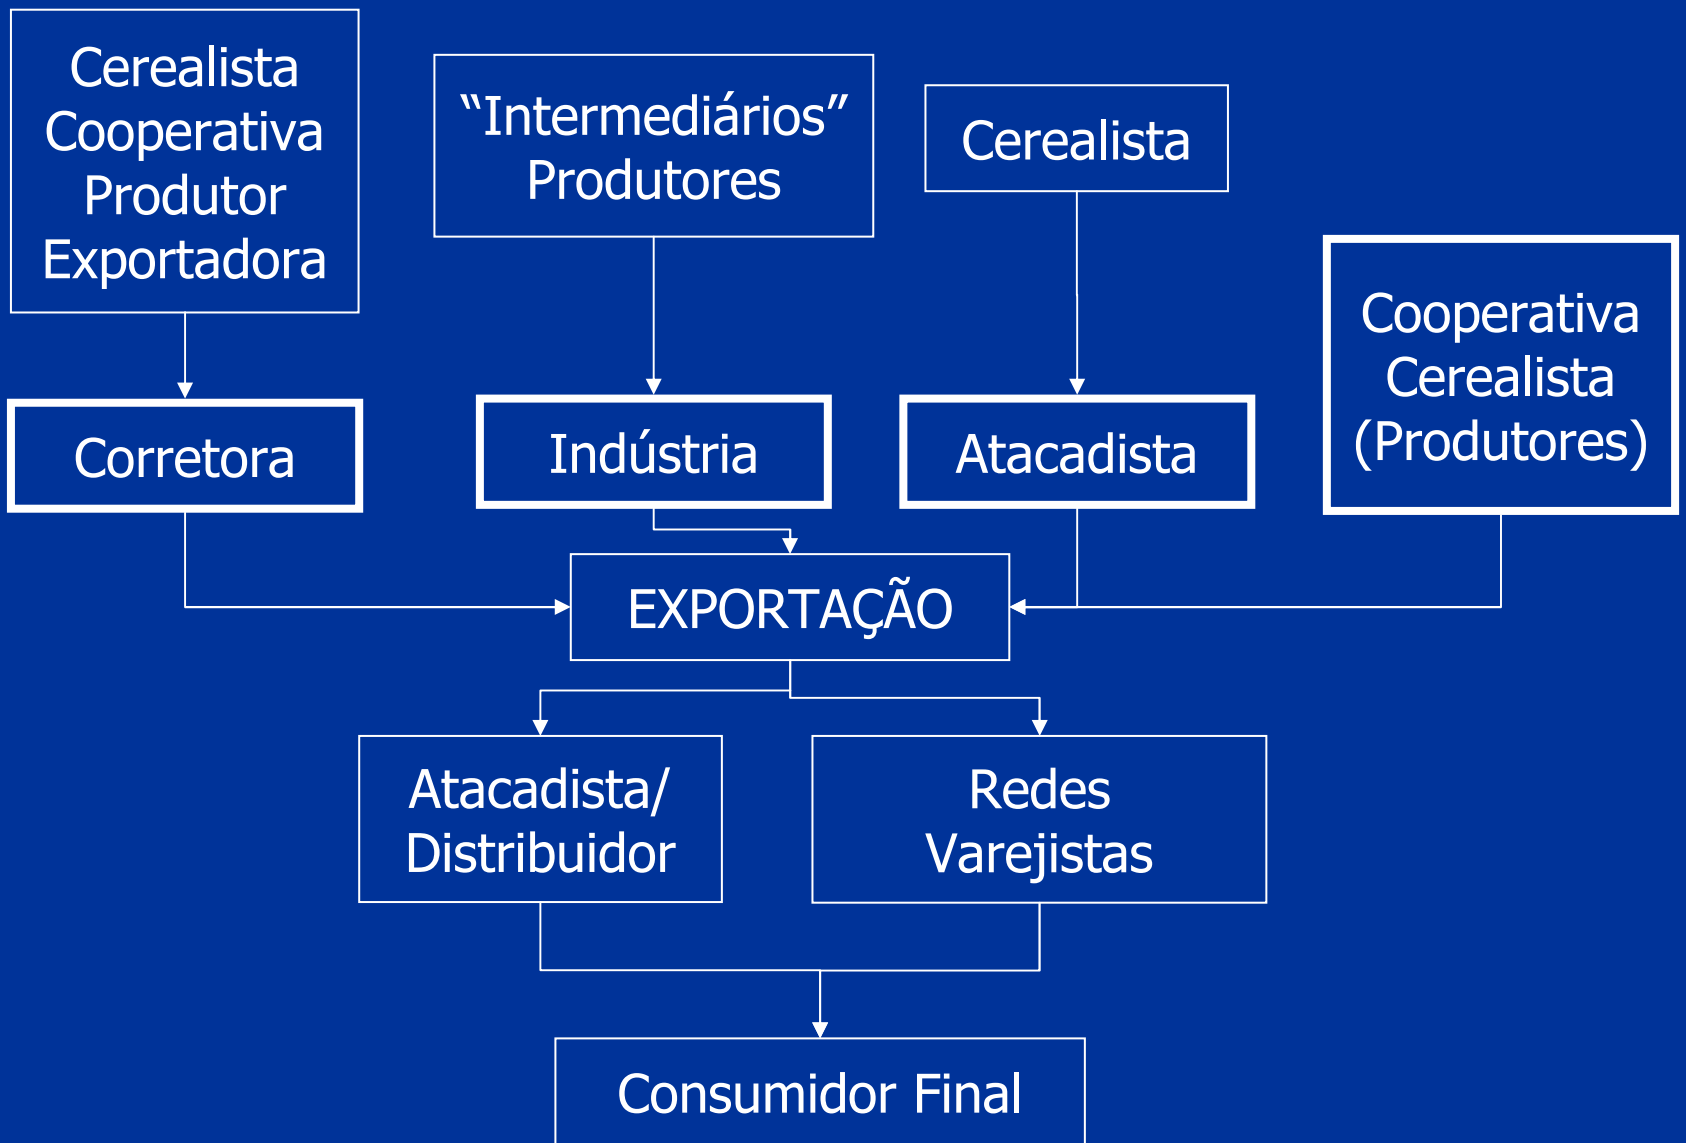 Cerealista
Cooperativa
Produtor
Exportadora
“Intermediários”
Produtores
Cerealista
Cooperativa
Cerealista
(Produtores)
Corretora
Indústria
Atacadista
EXPORTAÇÃO
Atacadista/
Distribuidor
Redes
Varejistas
Consumidor Final